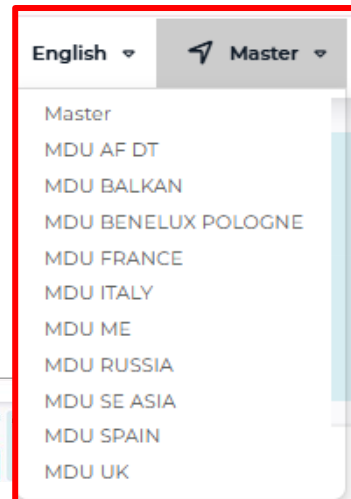 English Master
Master
MDU AF DT
MDU BALKAN
MDU BENELUX POLOGNE
MDU FRANCE
MDU ITALY
MDU ME
MDU RUSSIA
MDU SE ASIA
MDU SPAIN
MDU UK